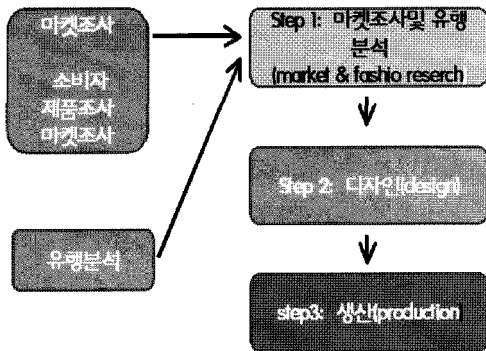 마켓조사
소비자
제품조사
마켓조사
유행분석
Step 1: 마켓조사및 유행
분석
(market & fashio reserch
Step 2: 디자인(design)
step3: 생산(production